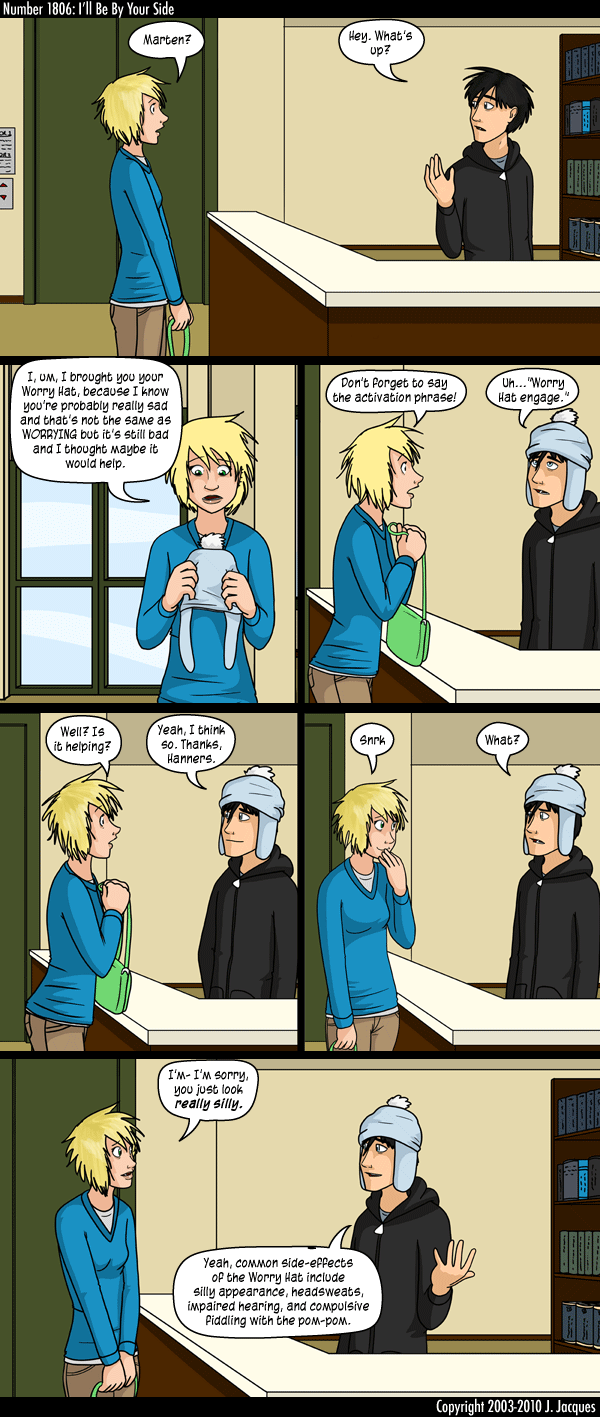 Number 1806: I'll Be By Your Side
Marten?
Hey. What's
up?
I, um, I brought you your
Worry Hat, because I know
you're probably really sad
and that's not the same as
WORRYING but it's still bad
and I thought maybe it
would help.
Don't forget to say
the activation phrase!
Uh..."Worry
Hat engage."
Well? Is
it helping?
Yeah, I think
so. Thanks,
Hanners.
Snrk
What?
I'm- I'm sorry,
you just look
really silly.
Yeah, common side-effects
of the Worry Hat include
silly appearance, headsweats,
impaired hearing, and compulsive
fiddling with the pom-pom.
Copyright 2003-2010 J. Jacques